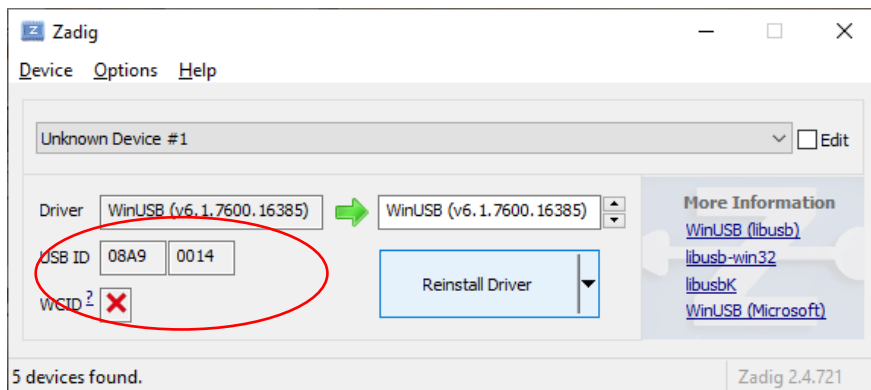 Zadig
Device Options Help
Unknown Device #1
Edit
Driver WinUSB (v6.1.7600.16385) WinUSB (v6.1.7600.16385)
USB ID 08A9 0014
WCID ?
Reinstall Driver
More Information
WinUSB (libusb)
libusb-win32
libusbK
WinUSB (Microsoft)
5 devices found.
Zadig 2.4.721